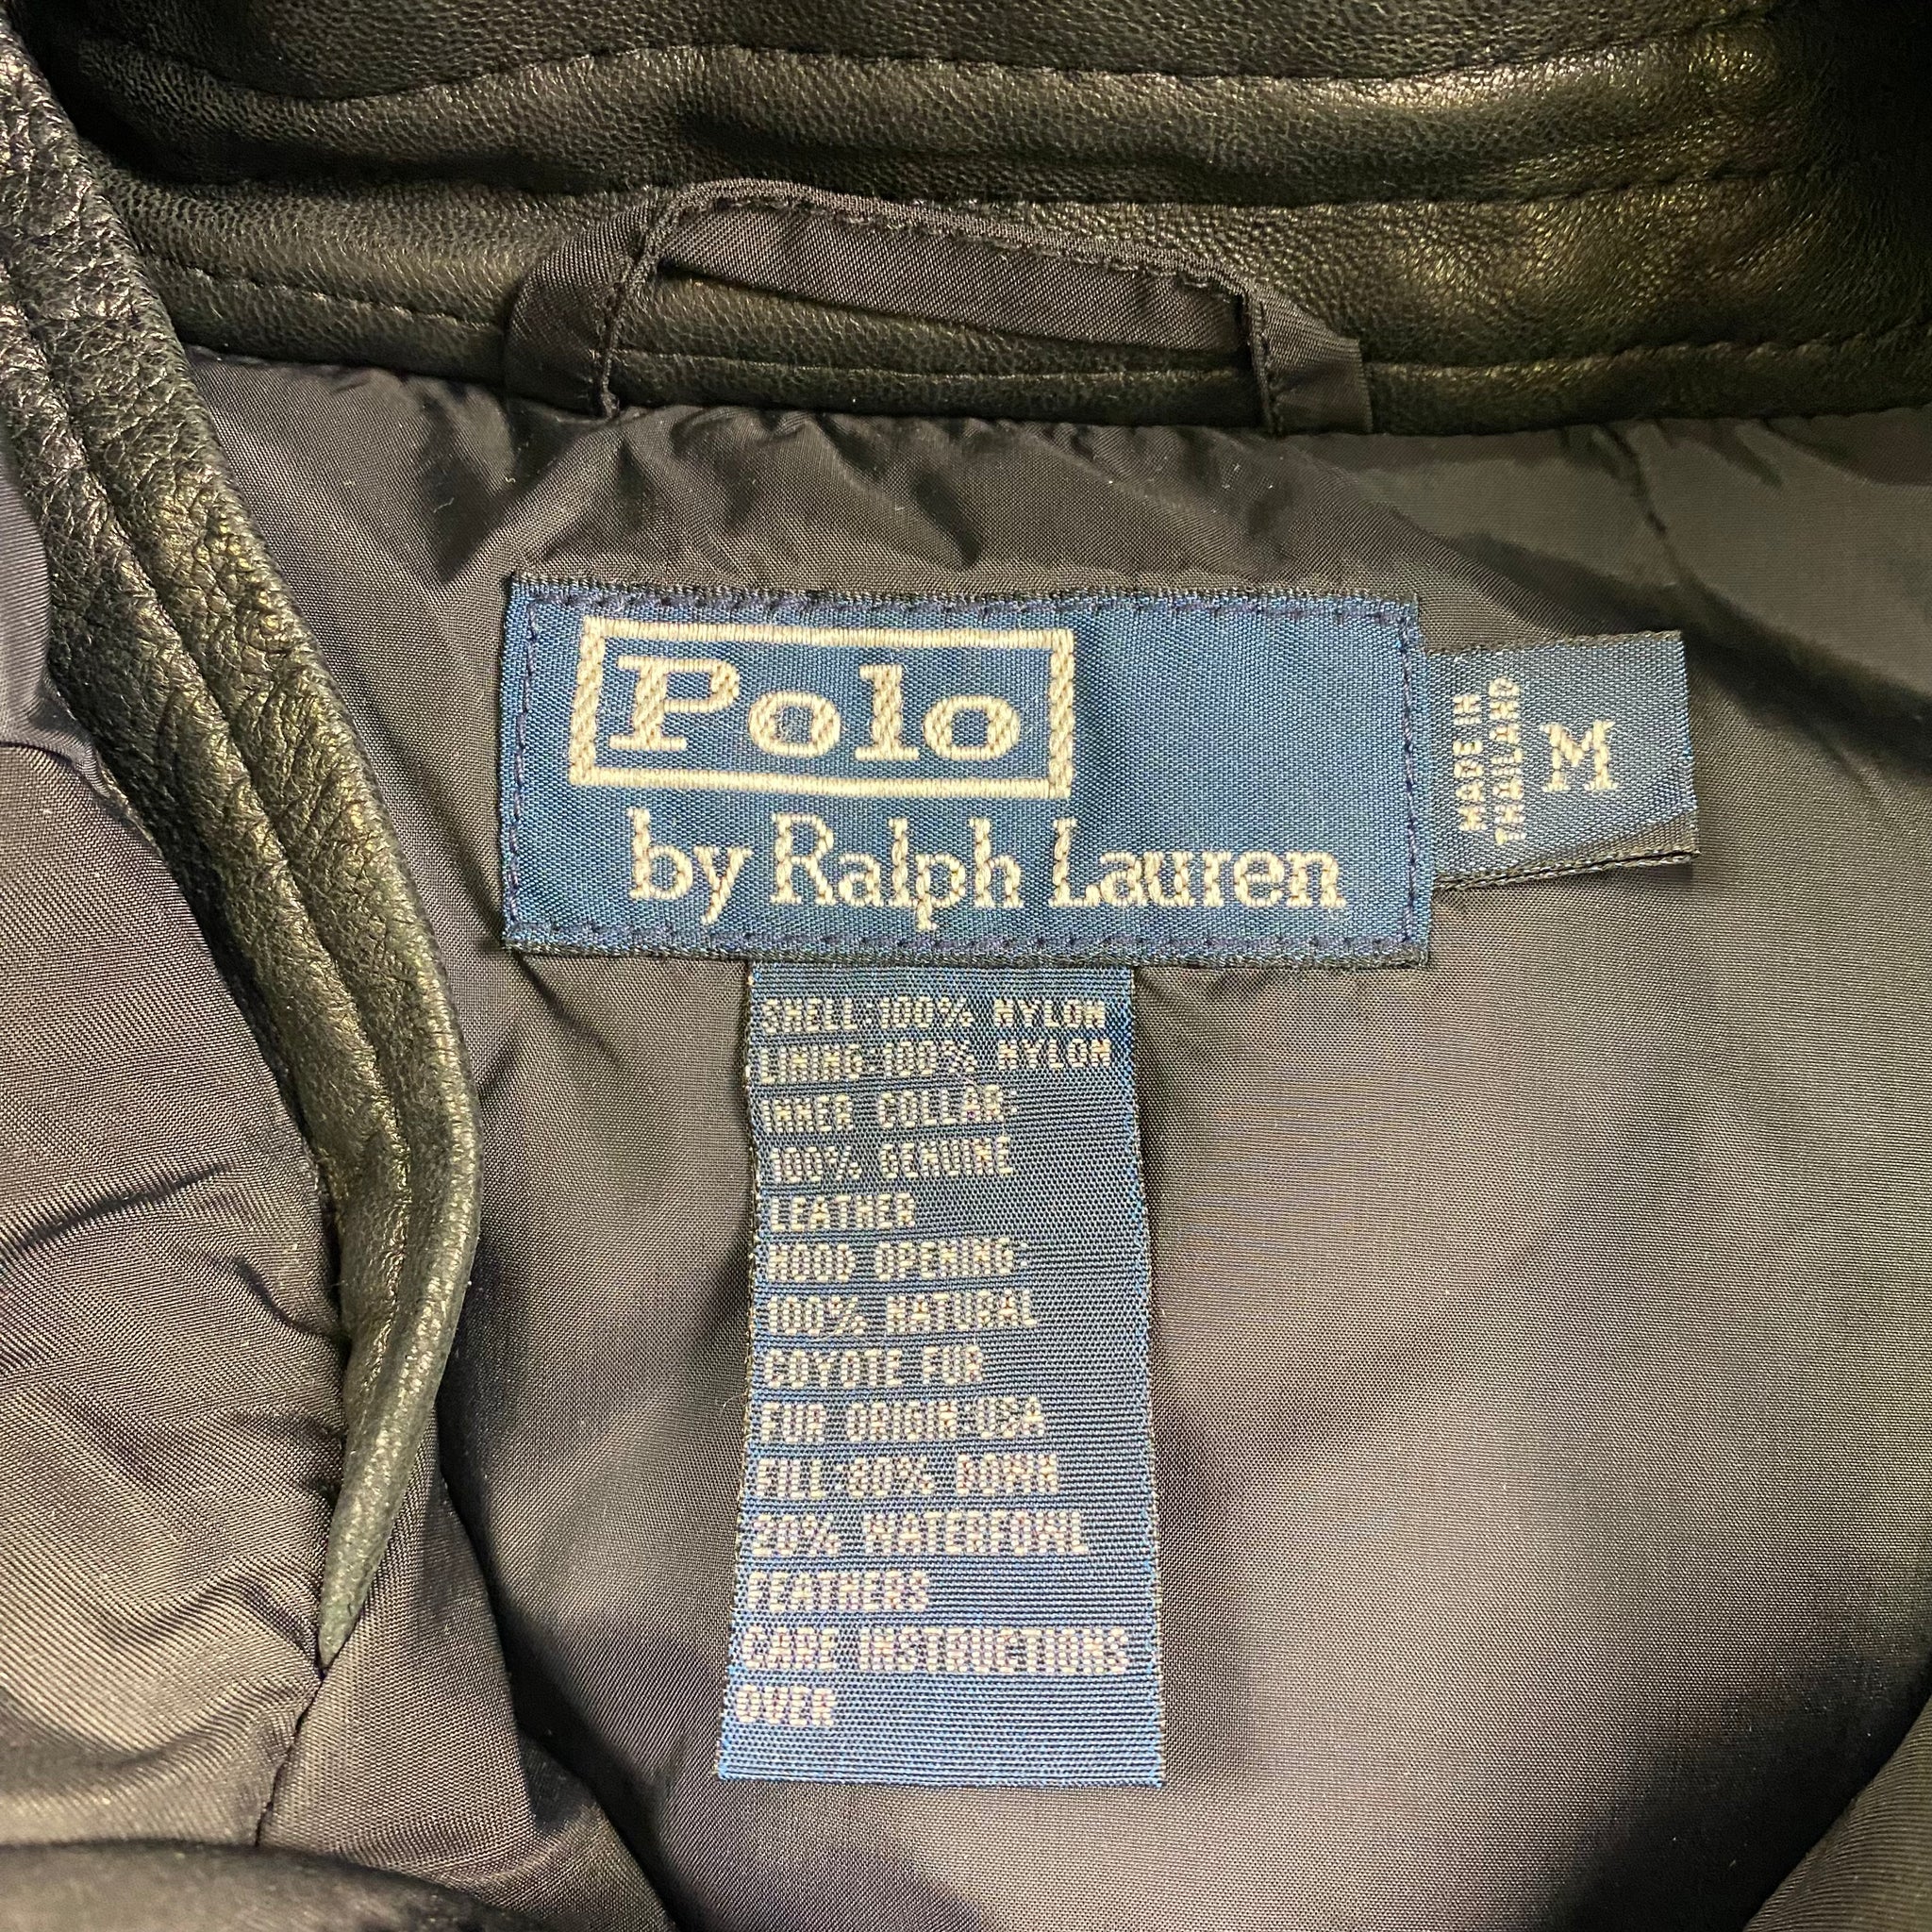 Polo
by Ralph Lauren
MADE IN
THAILAND
M
SHELL:100% NYLON
LINING:100% NYLON
INNER COLLAR:
100% GENUINE
LEATHER
HOOD OPENING:
100% NATURAL
COYOTE FUR
FUR ORIGIN:USA
FILL:80% DOWN
20% WATERFOWL
FEATHERS
CARE INSTRUCTIONS
OVER